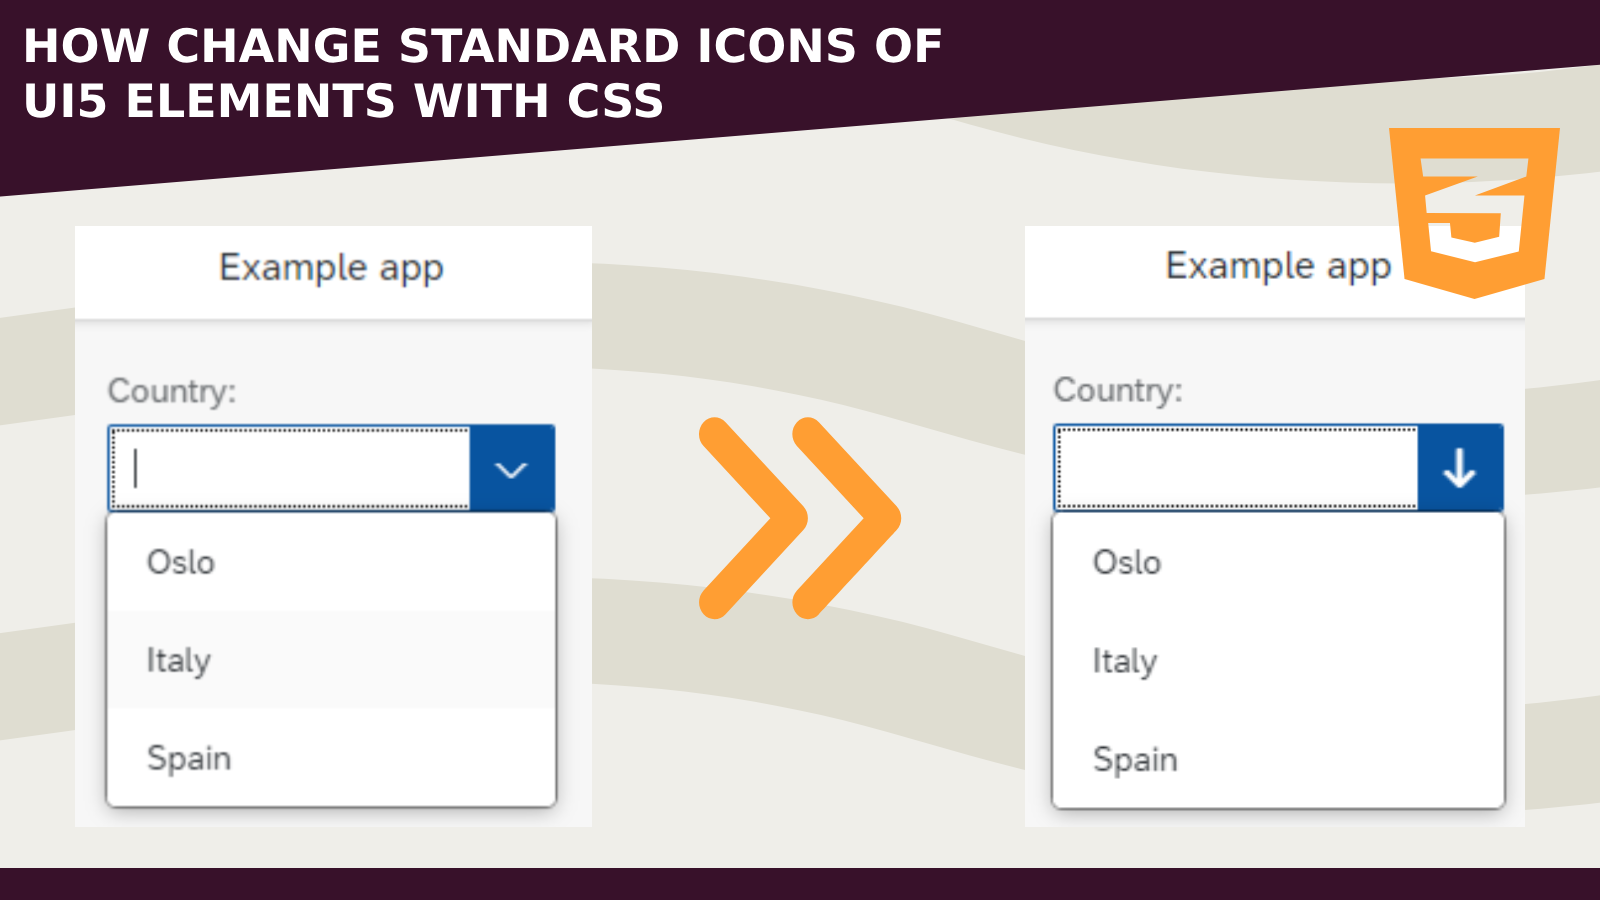 HOW CHANGE STANDARD ICONS OF
UI5 ELEMENTS WITH CSS
Example app
Country:
Oslo
Italy
Spain
Example app
Country:
Oslo
Italy
Spain